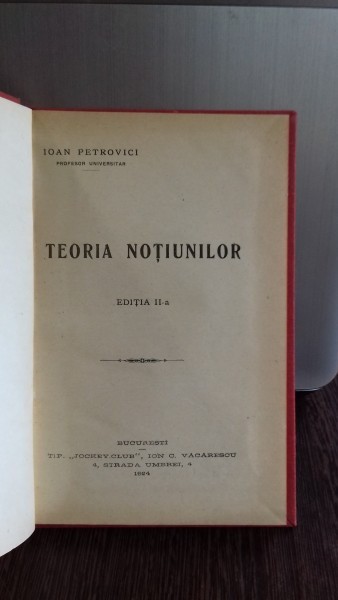 IOAN PETROVICI
PROFESOR UNIVERSITAR
TEORIA NOȚIUNILOR
EDIȚIA II-a
BUCUREȘTI
TIP. „JOCKEY-CLUB", ION C. VĂCĂRESCU
4, STRADA UMBREI, 4
1924